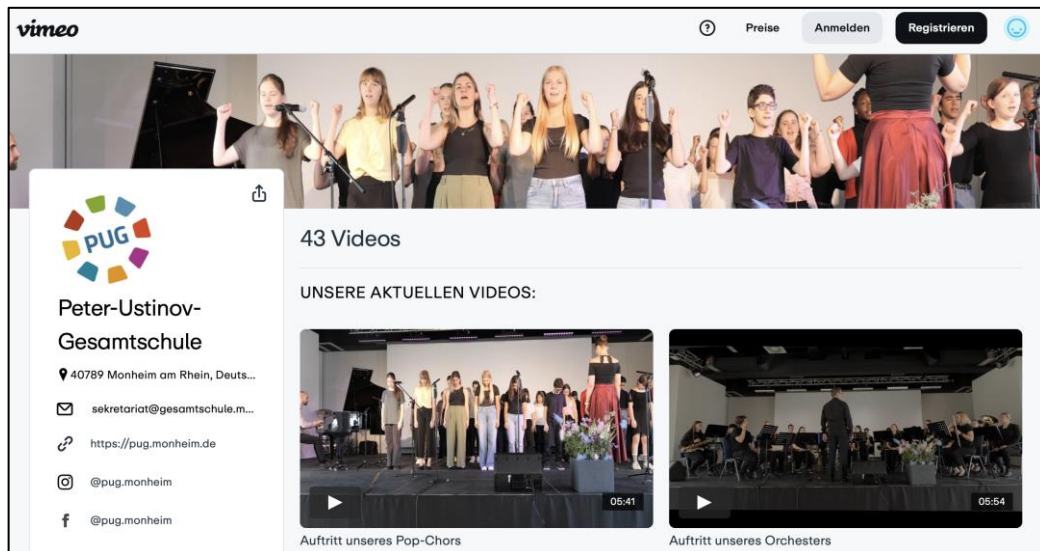 vimeo
Preise
Anmelden
Registrieren
PUG
Peter-Ustinov-
Gesamtschule
40789 Monheim am Rhein, Deuts...
sekretariat@gesamtschule.m...
https://pug.monheim.de
@pug.monheim
@pug.monheim
43 Videos
UNSERE AKTUELLEN VIDEOS:
05:41
05:54
Auftritt unseres Pop-Chors
Auftritt unseres Orchesters